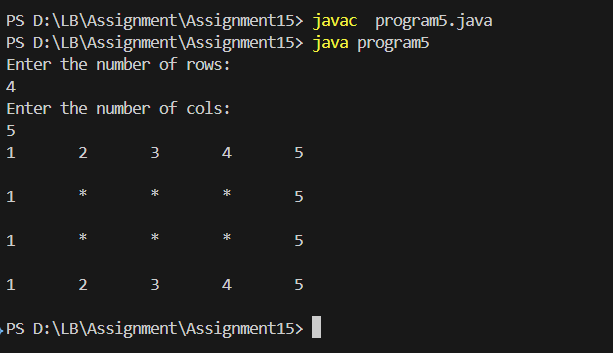 PS D:\LB\Assignment\Assignment15> javac  program5.java
PS D:\LB\Assignment\Assignment15> java program5
Enter the number of rows:
4
Enter the number of cols:
5
1       2       3       4       5
1       *       *       *       5
1       *       *       *       5
1       2       3       4       5
PS D:\LB\Assignment\Assignment15>